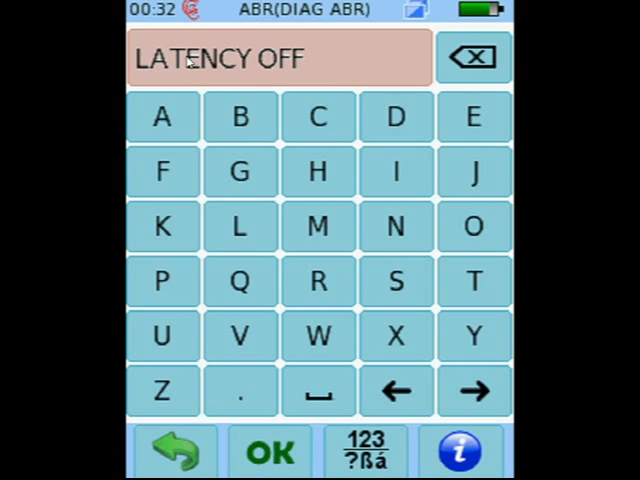 00:32 ABR(DIAG ABR)
LATENCY OFF
A B C D E
F G H I J
K L M N O
P Q R S T
U V W X Y
Z .
OK 123 i
?ßá